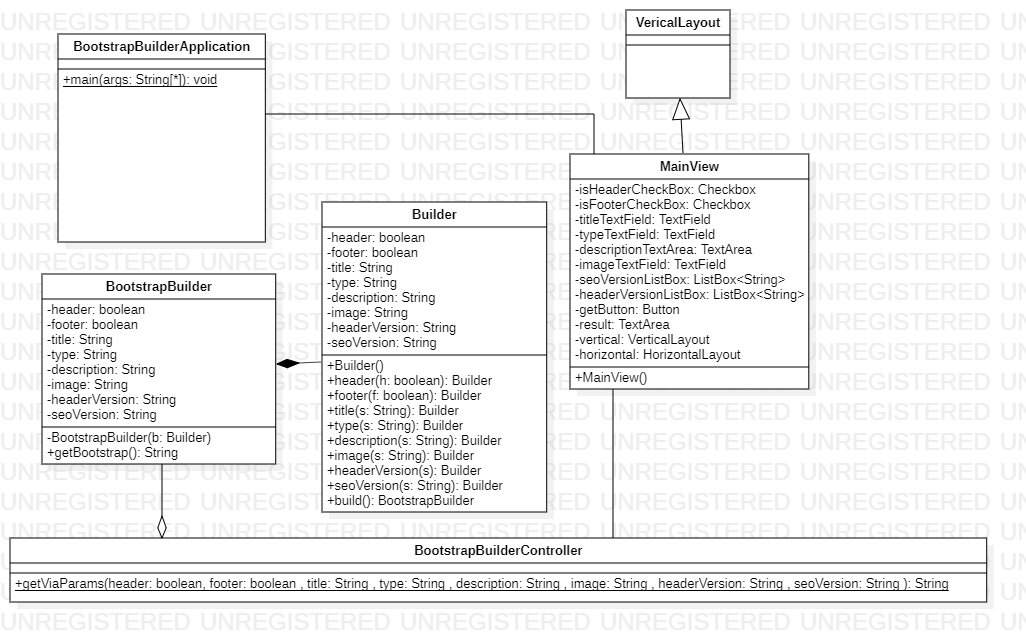 BootstrapBuilderApplication
+main(args: String[*]): void
VericalLayout
MainView
-isHeaderCheckBox: Checkbox
-isFooterCheckBox: Checkbox
-titleTextField: TextField
-typeTextField: TextField
-descriptionTextArea: TextArea
-imageTextField: TextField
-seoVersionListBox: ListBox<String>
-headerVersionListBox: ListBox<String>
-getButton: Button
-result: TextArea
-vertical: VerticalLayout
-horizontal: HorizontalLayout
+MainView()
Builder
-header: boolean
-footer: boolean
-title: String
-type: String
-description: String
-image: String
-headerVersion: String
-seoVersion: String
+Builder()
+header(h: boolean): Builder
+footer(f: boolean): Builder
+title(s: String): Builder
+type(s: String): Builder
+description(s: String): Builder
+image(s: String): Builder
+headerVersion(s): Builder
+seoVersion(s: String): Builder
+build(): BootstrapBuilder
BootstrapBuilder
-header: boolean
-footer: boolean
-title: String
-type: String
-description: String
-image: String
-headerVersion: String
-seoVersion: String
-BootstrapBuilder(b: Builder)
+getBootstrap(): String
BootstrapBuilderController
+getViaParams(header: boolean, footer: boolean , title: String , type: String , description: String , image: String , headerVersion: String , seoVersion: String ): String
UNREGISTERED